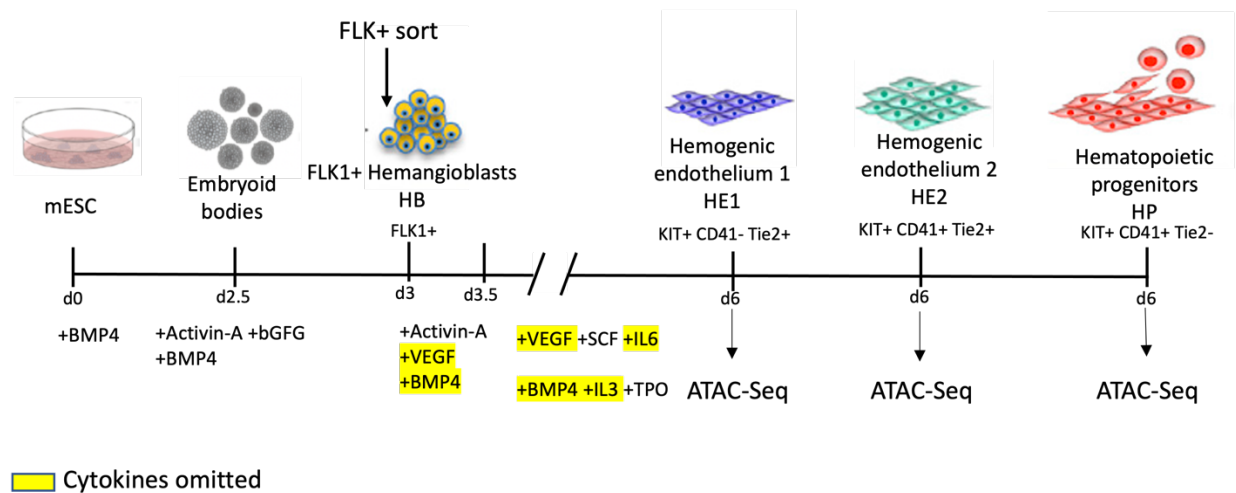 FLK+ sort
mESC
Embryoid
bodies
FLK1+ Hemangioblasts
HB
FLK1+
Hemogenic
endothelium 1
HE1
KIT+ CD41- Tie2+
Hemogenic
endothelium 2
HE2
KIT+ CD41+ Tie2+
Hematopoietic
progenitors
HP
KIT+ CD41+ Tie2-
d0
d2.5
d3
d3.5
d6
d6
d6
+BMP4
+Activin-A +bGFG
+BMP4
+Activin-A
+VEGF
+BMP4
+VEGF +SCF +IL6
+BMP4 +IL3 +TPO
ATAC-Seq
ATAC-Seq
ATAC-Seq
Cytokines omitted